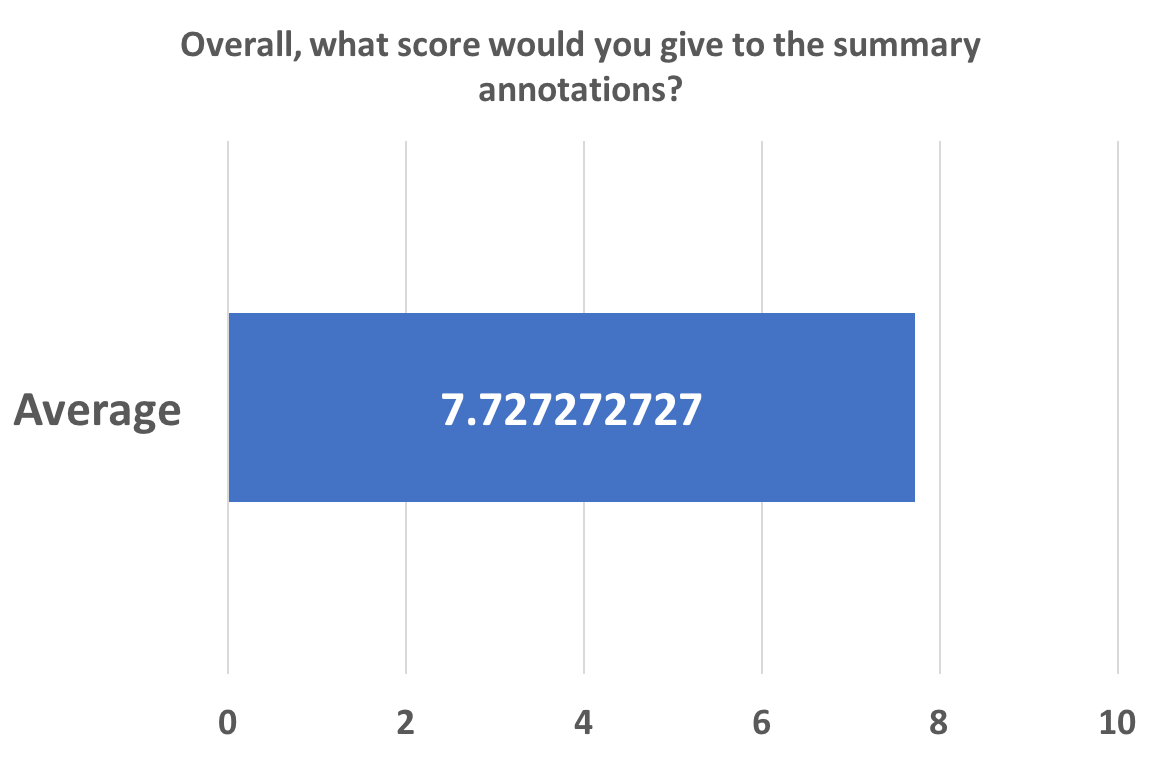 Overall, what score would you give to the summary
annotations?
Average
7.727272727
0 2 4 6 8 10